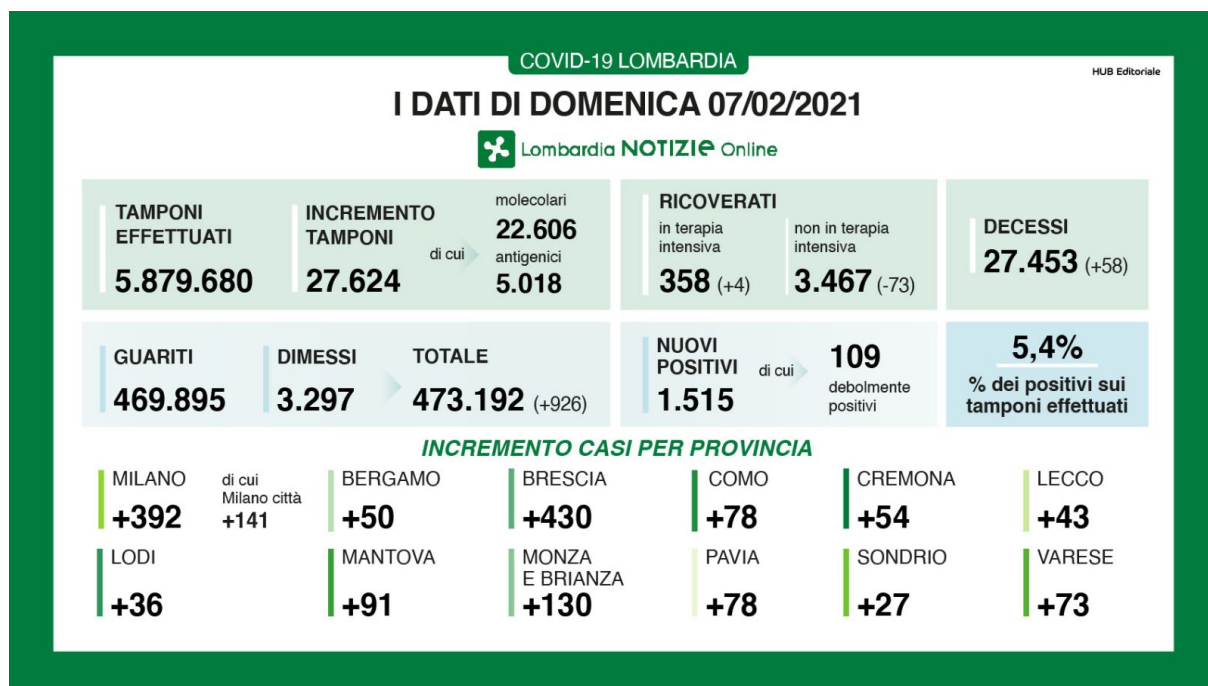 COVID-19 LOMBARDIA
HUB Editoriale
I DATI DI DOMENICA 07/02/2021
Lombardia NOTIZIE Online
TAMPONI
EFFETTUATI
5.879.680
INCREMENTO
TAMPONI
27.624
di cui
molecolari
22.606
antigenici
5.018
RICOVERATI
in terapia
intensiva
358 (+4)
non in terapia
intensiva
3.467 (-73)
DECESSI
27.453 (+58)
GUARITI
469.895
DIMESSI
3.297
TOTALE
473.192 (+926)
NUOVI
POSITIVI
1.515
di cui
109
debolmente
positivi
5,4%
% dei positivi sui
tamponi effettuati
INCREMENTO CASI PER PROVINCIA
MILANO
+392
di cui
Milano città
+141
BERGAMO
+50
BRESCIA
+430
COMO
+78
CREMONA
+54
LECCO
+43
LODI
+36
MANTOVA
+91
MONZA
E BRIANZA
+130
PAVIA
+78
SONDRIO
+27
VARESE
+73